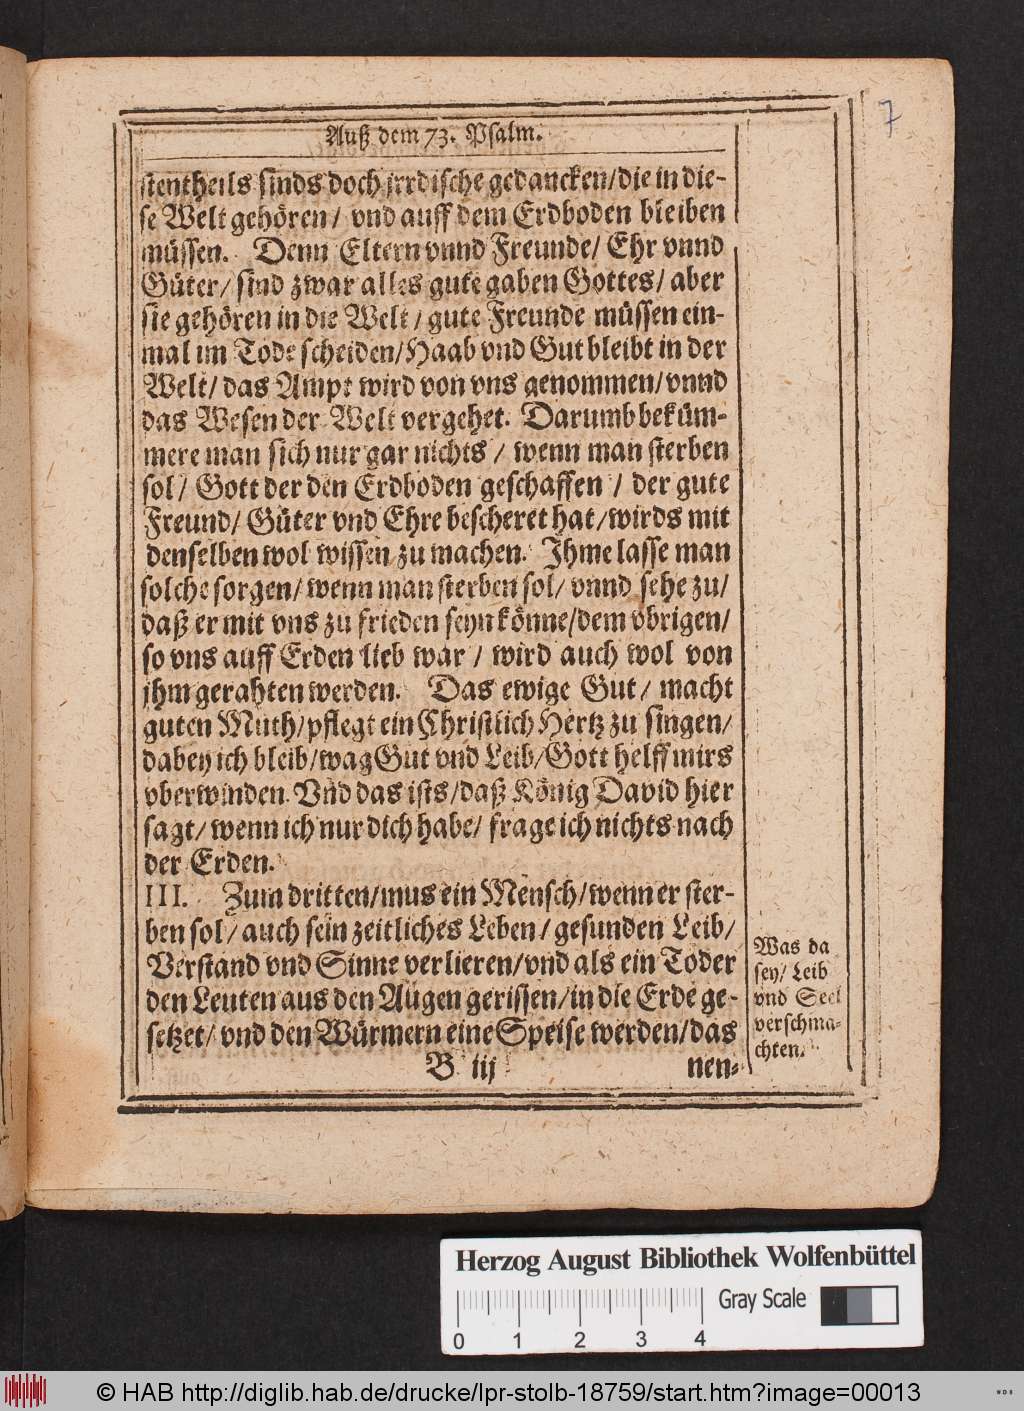 7
Auß dem 73. Psalm.
stentheils sinds doch jrrdische gedancken/die in die-
se Welt gehören/ vnd auff dem Erdboden bleiben
müssen. Denn Eltern vnnd Freunde/ Ehr vnnd
Güter/ sind zwar alles gute gaben Gottes/ aber
sie gehören in die Welt/ gute Freunde müssen ein-
mal im Tode scheiden/Haab vnd Gut bleibt in der
Welt/ das Ampt wird von vns genommen/vnnd
das Wesen der Welt vergehet. Darumb beküm-
mere man sich nur gar nichts / wenn man sterben
sol/ Gott der den Erdboden geschaffen / der gute
Freund/ Güter vnd Ehre bescheret hat/wirds mit
denselben wol wissen zu machen. Jhme lasse man
solche sorgen/wenn man sterben sol/ vnnd sehe zu/
daß er mit vns zu frieden seyn könne/dem vbrigen/
so vns auff Erden lieb war / wird auch wol von
jhm gerahten werden. Das ewige Gut/ macht
guten Muth/pflegt ein Christlich Hertz zu singen/
dabey ich bleib/wag Gut vnd Leib/Gott helff mirs
vberwinden. Vnd das ists/daß König David hier
sagt/ wenn ich nur dich habe/ frage ich nichts nach
der Erden.
III. Zum dritten/mus ein Mensch/wenn er ster-
ben sol/ auch sein zeitliches Leben/ gesunden Leib/
Verstand vnd Sinne verlieren/vnd als ein Toder
den Leuten aus den Augen gerissen/in die Erde ge-
setzet/ vnd den Würmern eine Speise werden/das
B iij nen-
Was da
sey/ Leib
vnd Seel
verschma-
chten.
Herzog August Bibliothek Wolfenbüttel
Gray Scale
0 1 2 3 4
© HAB http://diglib.hab.de/drucke/lpr-stolb-18759/start.htm?image=00013